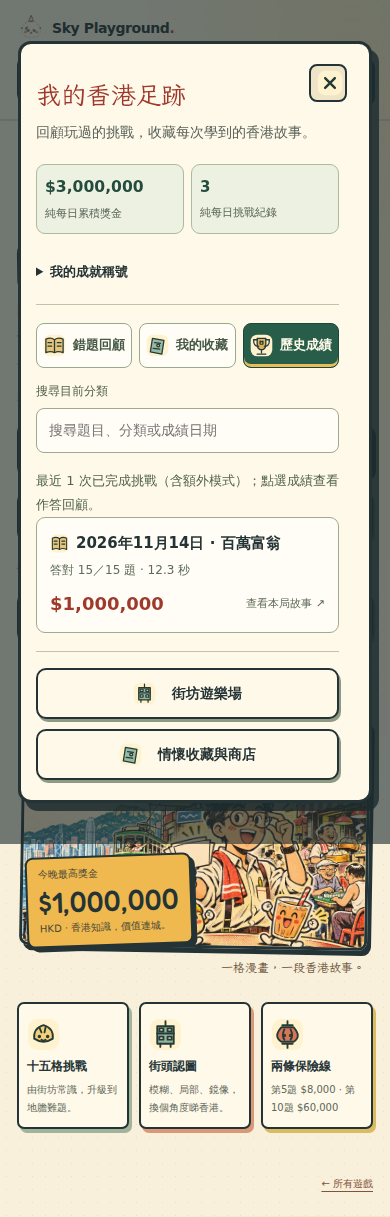 Sky Playground.
我的香港足跡
回顧玩過的挑戰，收藏每次學到的香港故事。
$3,000,000
純每日累積獎金
3
純每日挑戰紀錄
我的成就稱號
錯題回顧
我的收藏
歷史成績
搜尋目前分類
搜尋題目、分類或成績日期
最近 1 次已完成挑戰（含額外模式）；點選成績查看
作答回顧。
2026年11月14日 · 百萬富翁
答對 15／15 題 · 12.3 秒
$1,000,000
查看本局故事 ↗
街坊遊樂場
情懷收藏與商店
今晚最高獎金
$1,000,000
HKD · 香港知識，價值連城。
一格漫畫，一段香港故事。
十五格挑戰
由街坊常識，升級到
地膽難題。
街頭認圖
模糊、局部、鏡像，
換個角度睇香港。
兩條保險線
第5題 $8,000 · 第
10題 $60,000
← 所有遊戲